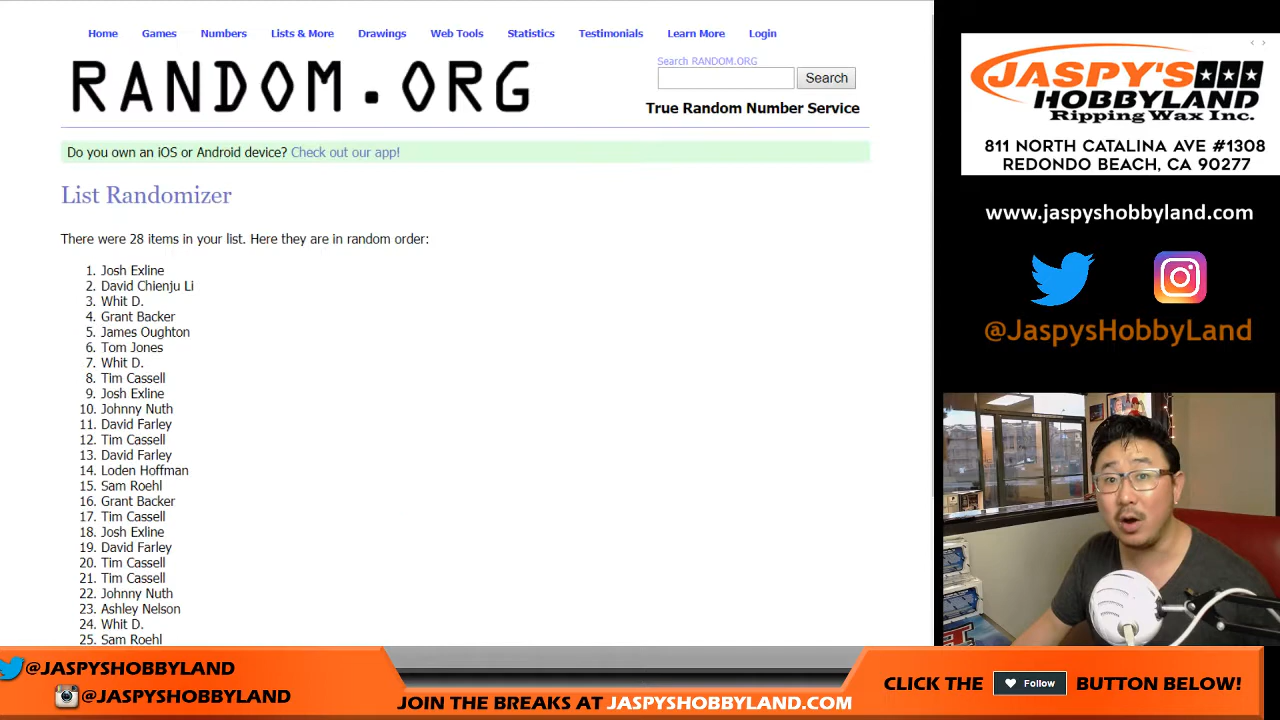 Home Games Numbers Lists & More Drawings Web Tools Statistics Testimonials Learn More Login
RANDOM.ORG
Search RANDOM.ORG
Search
True Random Number Service
Do you own an iOS or Android device? Check out our app!
List Randomizer
There were 28 items in your list. Here they are in random order:
1. Josh Exline
2. David Chienju Li
3. Whit D.
4. Grant Backer
5. James Oughton
6. Tom Jones
7. Whit D.
8. Tim Cassell
9. Josh Exline
10. Johnny Nuth
11. David Farley
12. Tim Cassell
13. David Farley
14. Loden Hoffman
15. Sam Roehl
16. Grant Backer
17. Tim Cassell
18. Josh Exline
19. David Farley
20. Tim Cassell
21. Tim Cassell
22. Johnny Nuth
23. Ashley Nelson
24. Whit D.
25. Sam Roehl
JASPY'S
HOBBYLAND
Ripping Wax Inc.
811 NORTH CATALINA AVE #1308
REDONDO BEACH, CA 90277
www.jaspyshobbyland.com
@JaspysHobbyLand
@JASPYSHOBBYLAND
@JASPYSHOBBYLAND
JOIN THE BREAKS AT JASPYSHOBBYLAND.COM
CLICK THE Follow BUTTON BELOW!